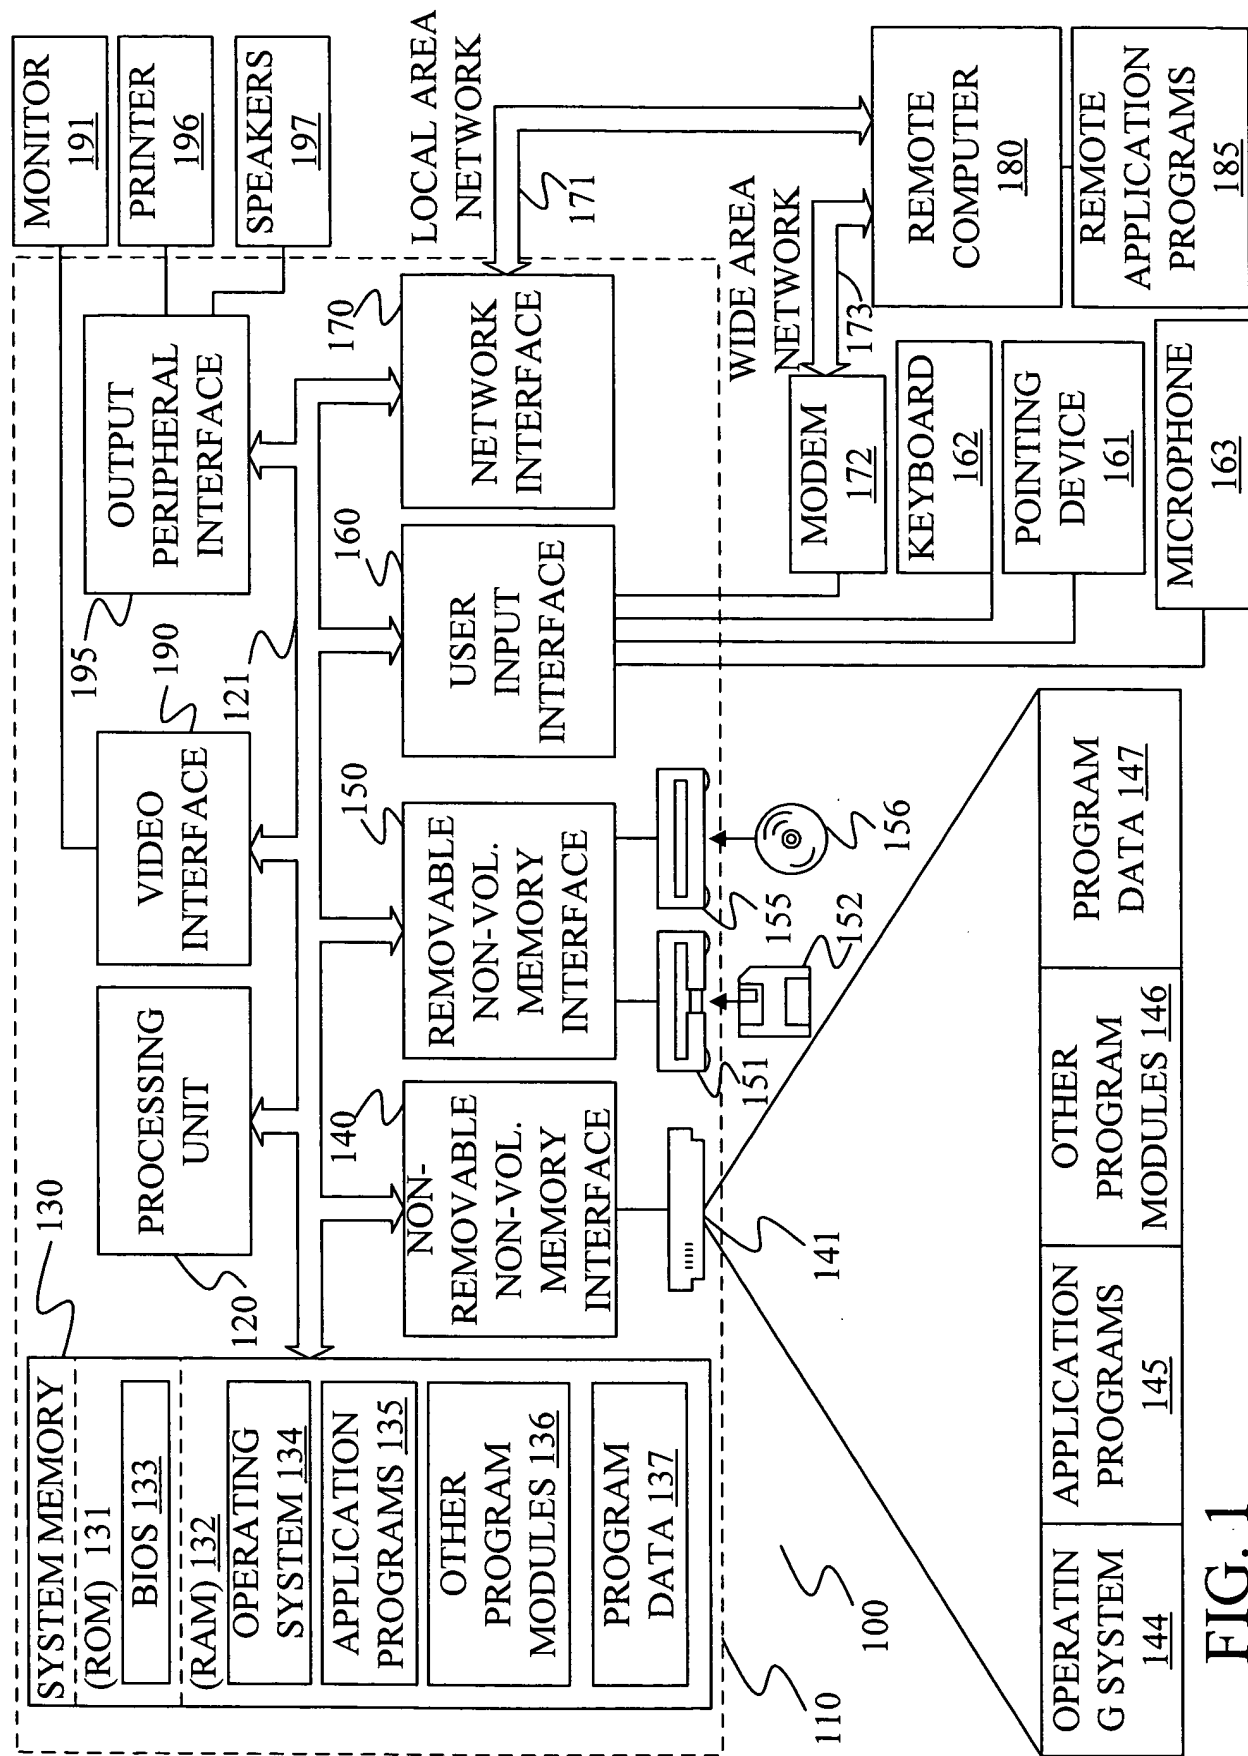 SYSTEM MEMORY
(ROM) 131
BIOS 133
(RAM) 132
OPERATING
SYSTEM 134
APPLICATION
PROGRAMS 135
OTHER
PROGRAM
MODULES 136
PROGRAM
DATA 137
130
PROCESSING
UNIT
120
VIDEO
INTERFACE
190
121
OUTPUT
PERIPHERAL
INTERFACE
195
MONITOR
191
PRINTER
196
SPEAKERS
197
NON-
REMOVABLE
NON-VOL.
MEMORY
INTERFACE
140
REMOVABLE
NON-VOL.
MEMORY
INTERFACE
150
USER
INPUT
INTERFACE
160
NETWORK
INTERFACE
170
LOCAL AREA
NETWORK
171
WIDE AREA
NETWORK
173
MODEM
172
KEYBOARD
162
POINTING
DEVICE
161
MICROPHONE
163
REMOTE
COMPUTER
180
REMOTE
APPLICATION
PROGRAMS
185
141
151
152
155
156
110
100
OPERATIN
G SYSTEM
144
APPLICATION
PROGRAMS
145
OTHER
PROGRAM
MODULES 146
PROGRAM
DATA 147
FIG. 1